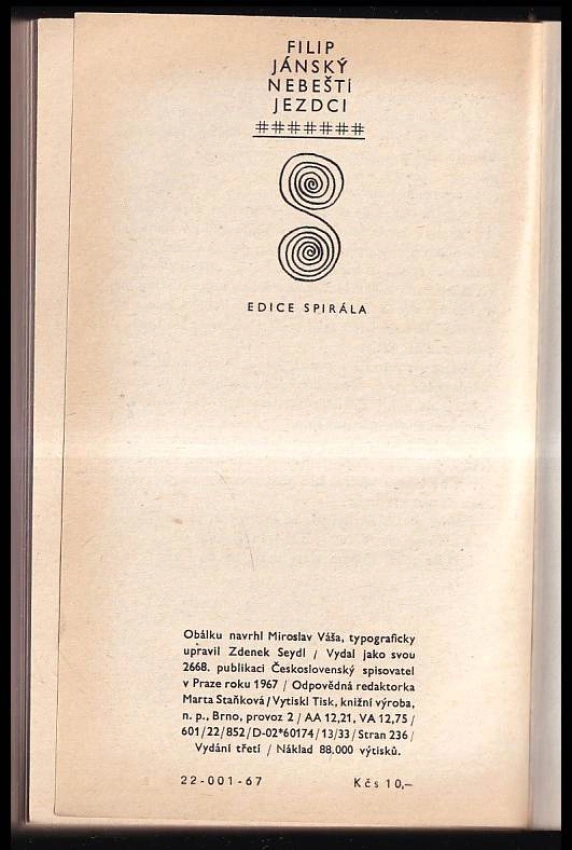 FILIP
JÁNSKÝ
NEBEŠTÍ
JEZDCI
#######
EDICE SPIRÁLA
Obálku navrhl Miroslav Váša, typograficky
upravil Zdenek Seydl / Vydal jako svou
2668. publikaci Československý spisovatel
v Praze roku 1967 / Odpovědná redaktorka
Marta Staňková / Vytiskl Tisk, knižní výroba,
n. p., Brno, provoz 2 / AA 12,21, VA 12,75 /
601/22/852/D-02*60174/13/33/Stran 236 /
Vydání třetí / Náklad 88.000 výtisků.
22-001-67 Kčs 10,–